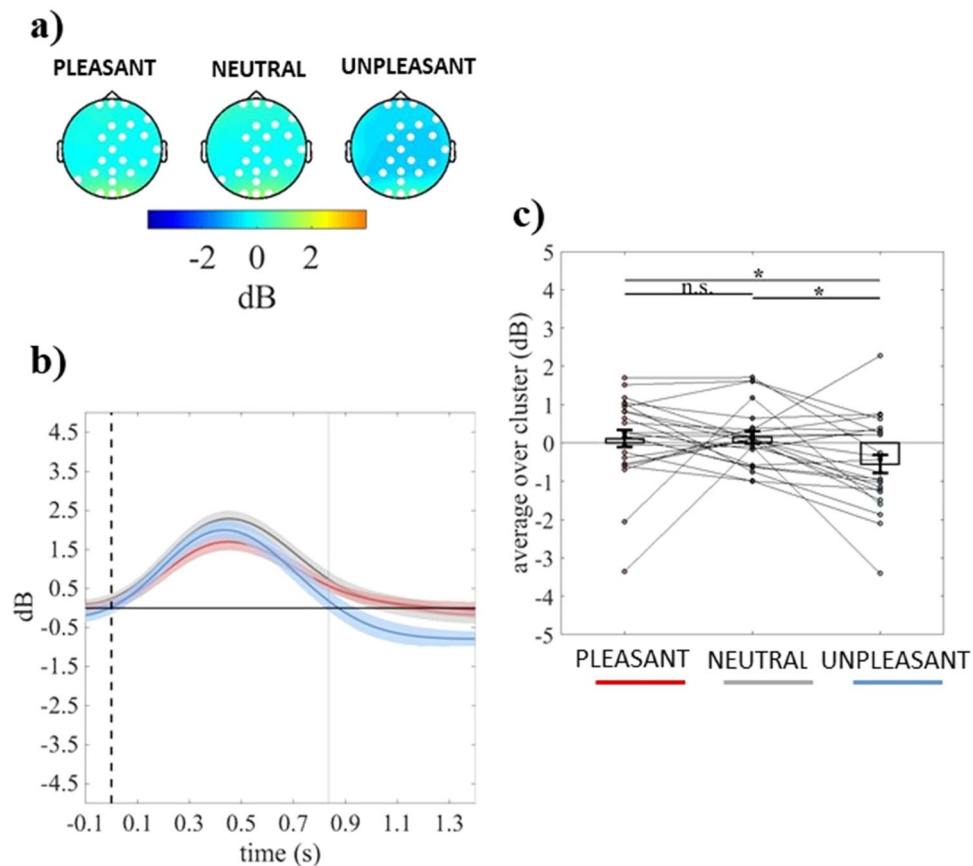 a)
PLEASANT NEUTRAL UNPLEASANT
-2 0 2
dB
b)
4.5
3.5
2.5
1.5
0.5
-0.5
-1.5
-2.5
-3.5
-4.5
dB
-0.1 0.1 0.3 0.5 0.7 0.9 1.1 1.3
time (s)
c)
5
4
3
2
1
0
-1
-2
-3
-4
-5
average over cluster (dB)
*
n.s.
*
PLEASANT NEUTRAL UNPLEASANT